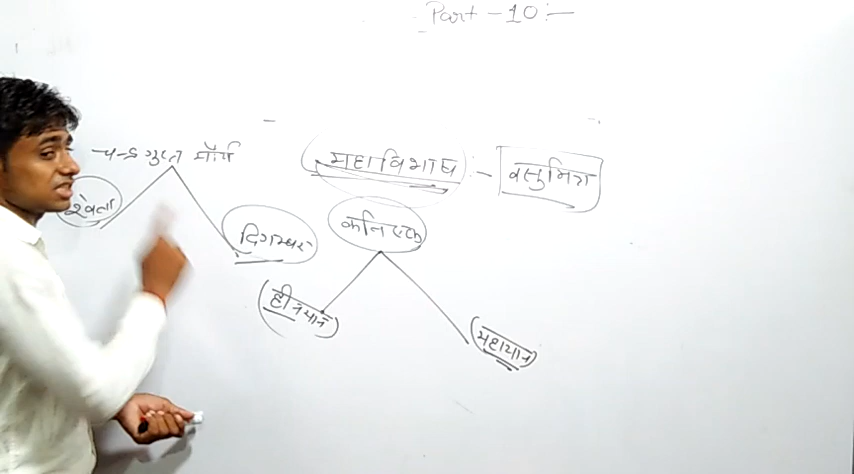 Part - 10 :-
चन्द्रगुप्त मौर्य
(महाविभाष) - वसुमित्र
श्वेता
दिगम्बर
कनिष्क
(हीनयान)
(महायान)